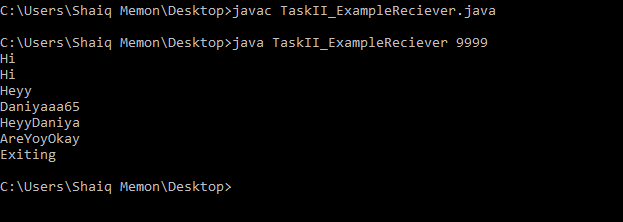 C:\Users\Shaiq Memon\Desktop>javac TaskII_ExampleReciever.java
C:\Users\Shaiq Memon\Desktop>java TaskII_ExampleReciever 9999
Hi
Hi
Heyy
Daniyaaa65
HeyyDaniya
AreYoyOkay
Exiting
C:\Users\Shaiq Memon\Desktop>